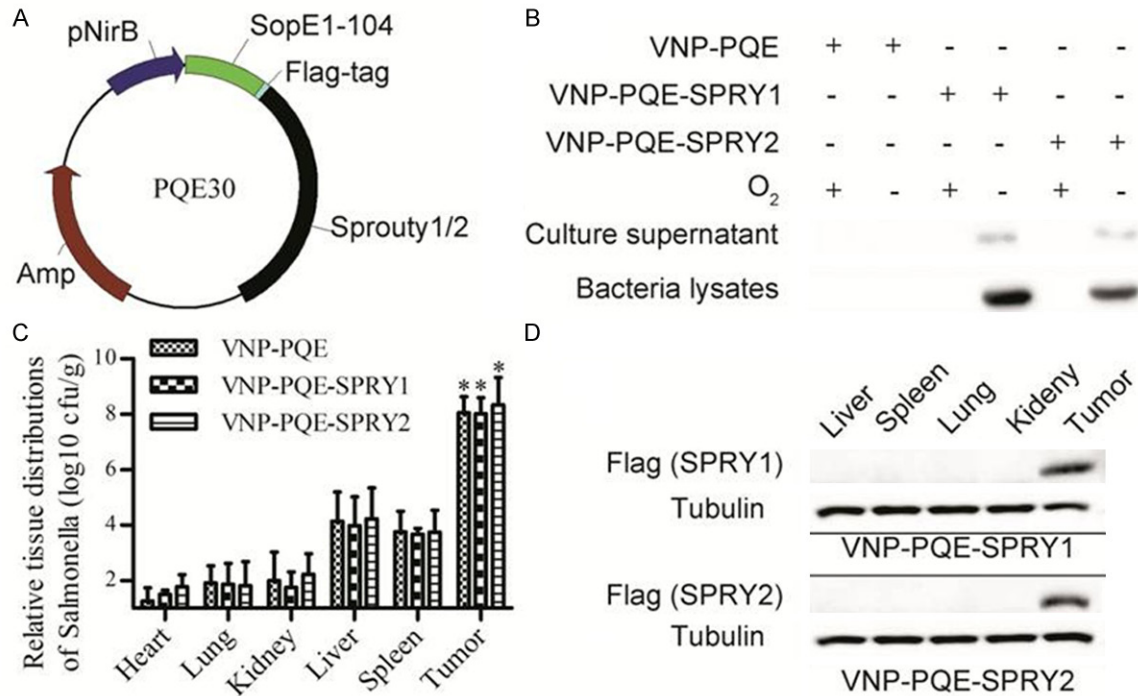 A
pNirB
SopE1-104
Flag-tag
PQE30
Sprouty1/2
Amp
B
VNP-PQE + + - - - -
VNP-PQE-SPRY1 - - + + - -
VNP-PQE-SPRY2 - - - - + +
O2 + - + - + -
Culture supernatant
Bacteria lysates
C
Relative tissue distributions
of Salmonella (log10 cfu/g)
10
8
6
4
2
VNP-PQE
VNP-PQE-SPRY1
VNP-PQE-SPRY2
* * *
Heart
Lung
Kidney
Liver
Spleen
Tumor
D
Liver
Spleen
Lung
Kideny
Tumor
Flag (SPRY1)
Tubulin
VNP-PQE-SPRY1
Flag (SPRY2)
Tubulin
VNP-PQE-SPRY2